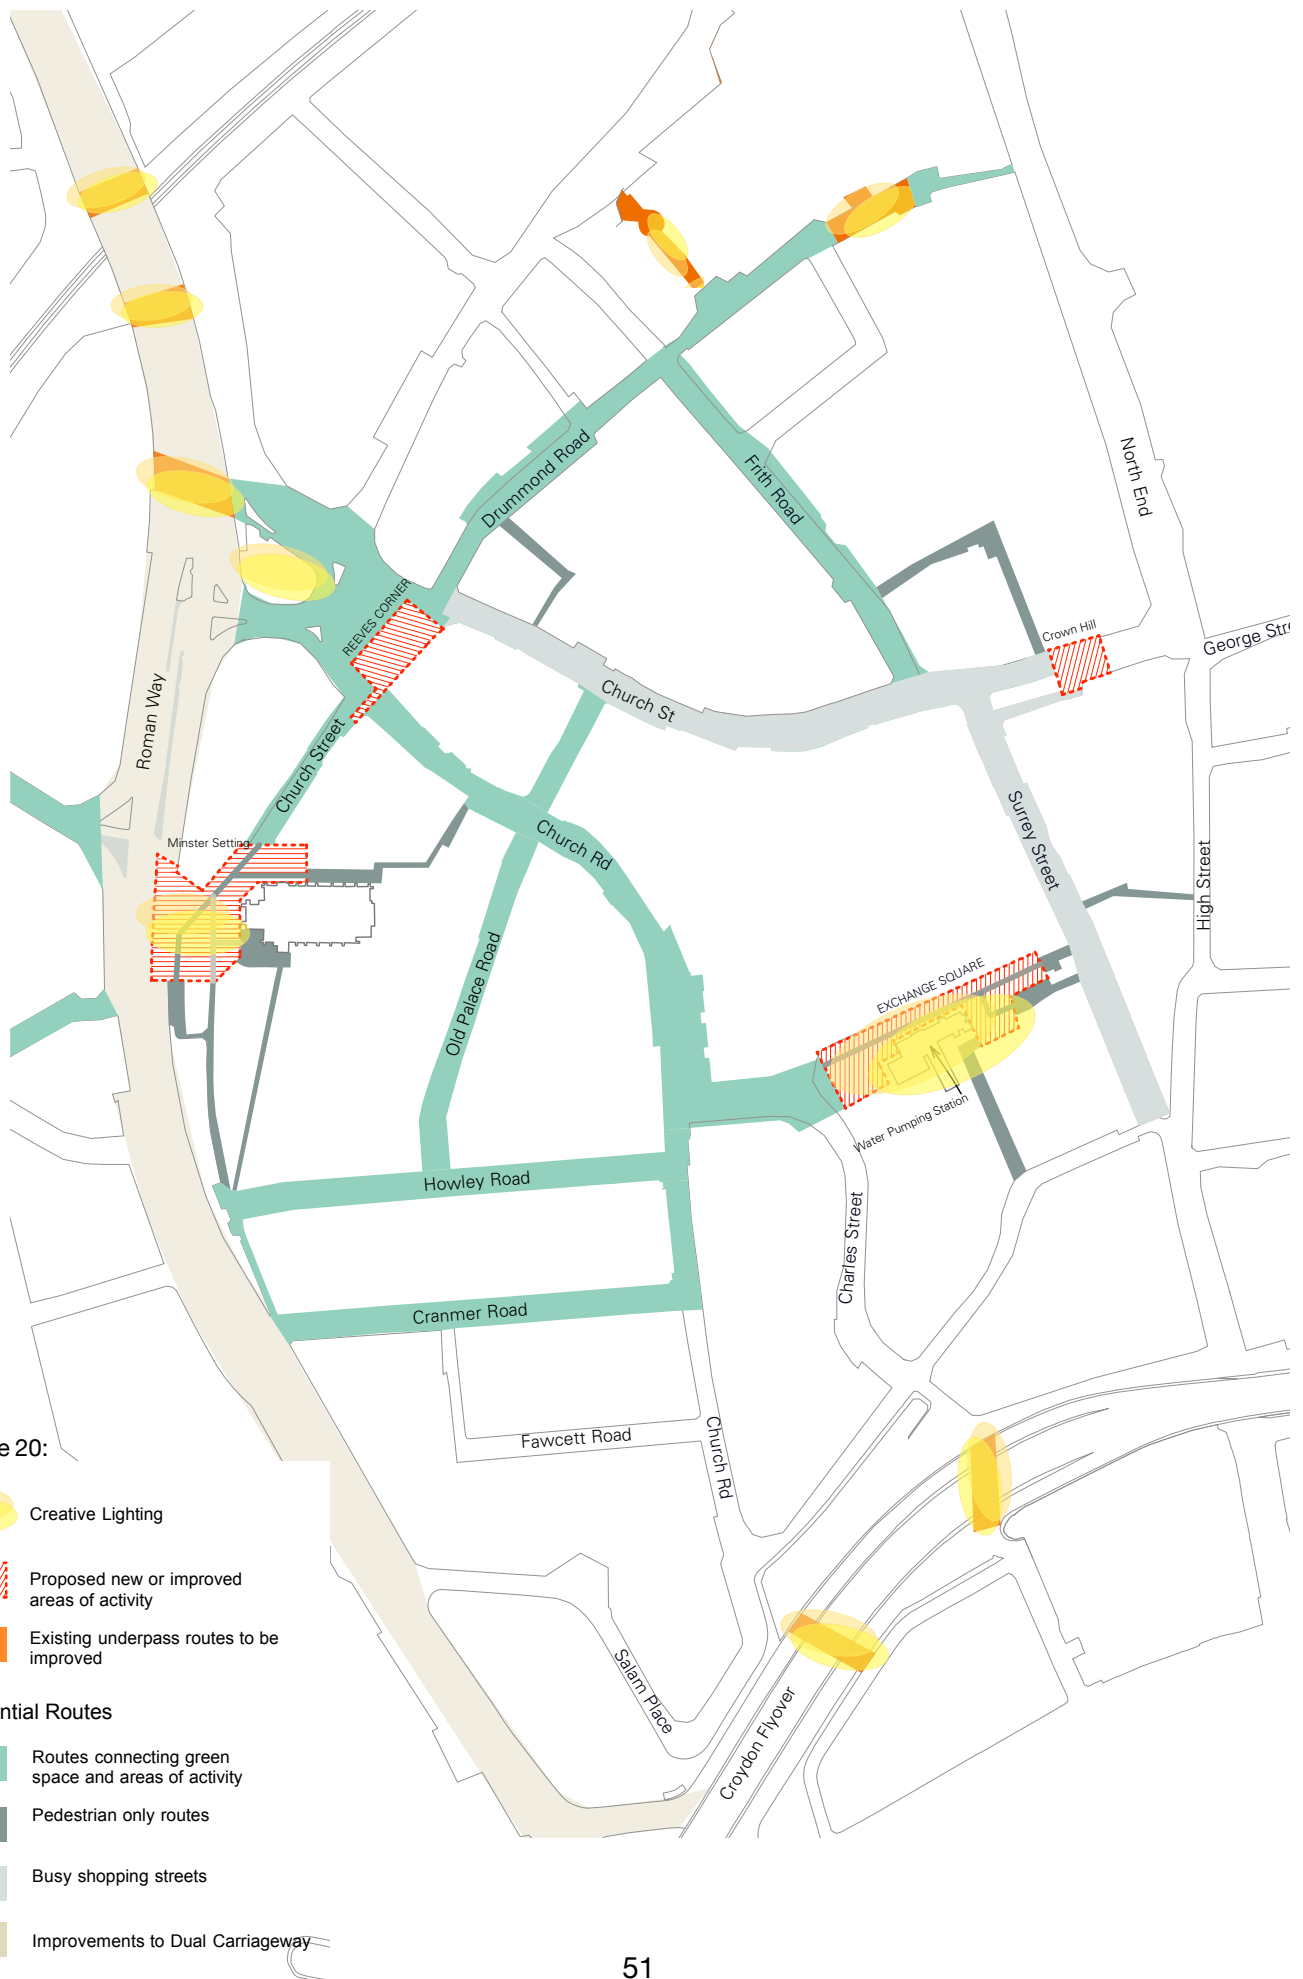 North End
Drummond Road
Frith Road
REEVES CORNER
Crown Hill
George Stre
Church St
Roman Way
Church Street
Minster Setting
Church Rd
Surrey Street
High Street
Old Palace Road
EXCHANGE SQUARE
Water Pumping Station
Howley Road
Charles Street
Cranmer Road
Fawcett Road
Church Rd
Salam Place
Croydon Flyover
e 20:
Creative Lighting
Proposed new or improved
areas of activity
Existing underpass routes to be
improved
ntial Routes
Routes connecting green
space and areas of activity
Pedestrian only routes
Busy shopping streets
Improvements to Dual Carriageway
51